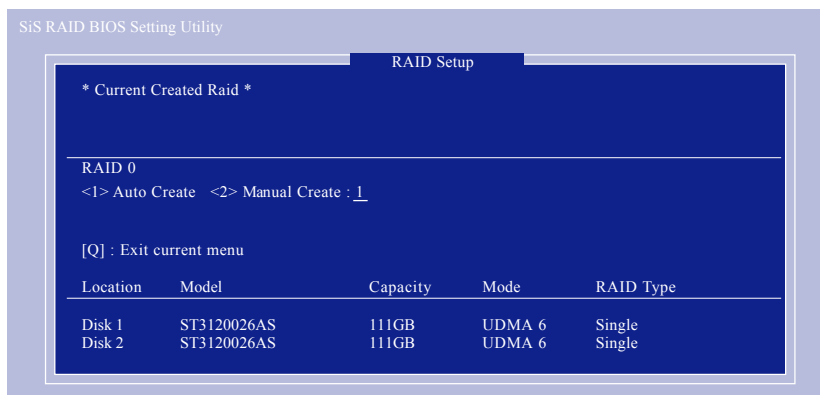 SiS RAID BIOS Setting Utility
RAID Setup
* Current Created Raid *
RAID 0
<1> Auto Create <2> Manual Create : 1
[Q] : Exit current menu
Location Model Capacity Mode RAID Type
Disk 1 ST3120026AS 111GB UDMA 6 Single
Disk 2 ST3120026AS 111GB UDMA 6 Single